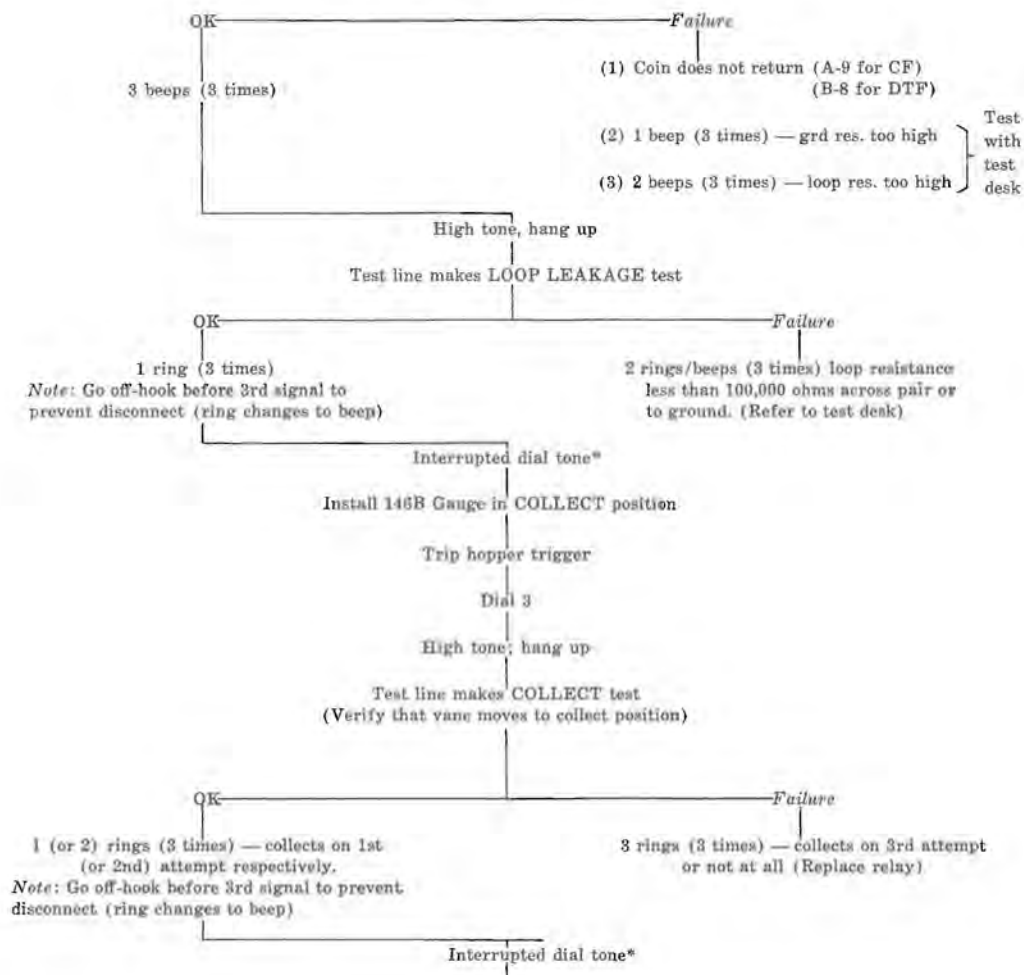 OK
Failure
3 beeps (3 times)
(1) Coin does not return (A-9 for CF)
(B-8 for DTF)
(2) 1 beep (3 times) — grd res. too high
(3) 2 beeps (3 times) — loop res. too high
Test
with
test
desk
High tone, hang up
Test line makes LOOP LEAKAGE test
OK
Failure
1 ring (3 times)
Note: Go off-hook before 3rd signal to
prevent disconnect (ring changes to beep)
2 rings/beeps (3 times) loop resistance
less than 100,000 ohms across pair or
to ground. (Refer to test desk)
Interrupted dial tone*
Install 146B Gauge in COLLECT position
Trip hopper trigger
Dial 3
High tone; hang up
Test line makes COLLECT test
(Verify that vane moves to collect position)
OK
Failure
1 (or 2) rings (3 times) — collects on 1st
(or 2nd) attempt respectively.
Note: Go off-hook before 3rd signal to prevent
disconnect (ring changes to beep)
3 rings (3 times) — collects on 3rd attempt
or not at all (Replace relay)
Interrupted dial tone*